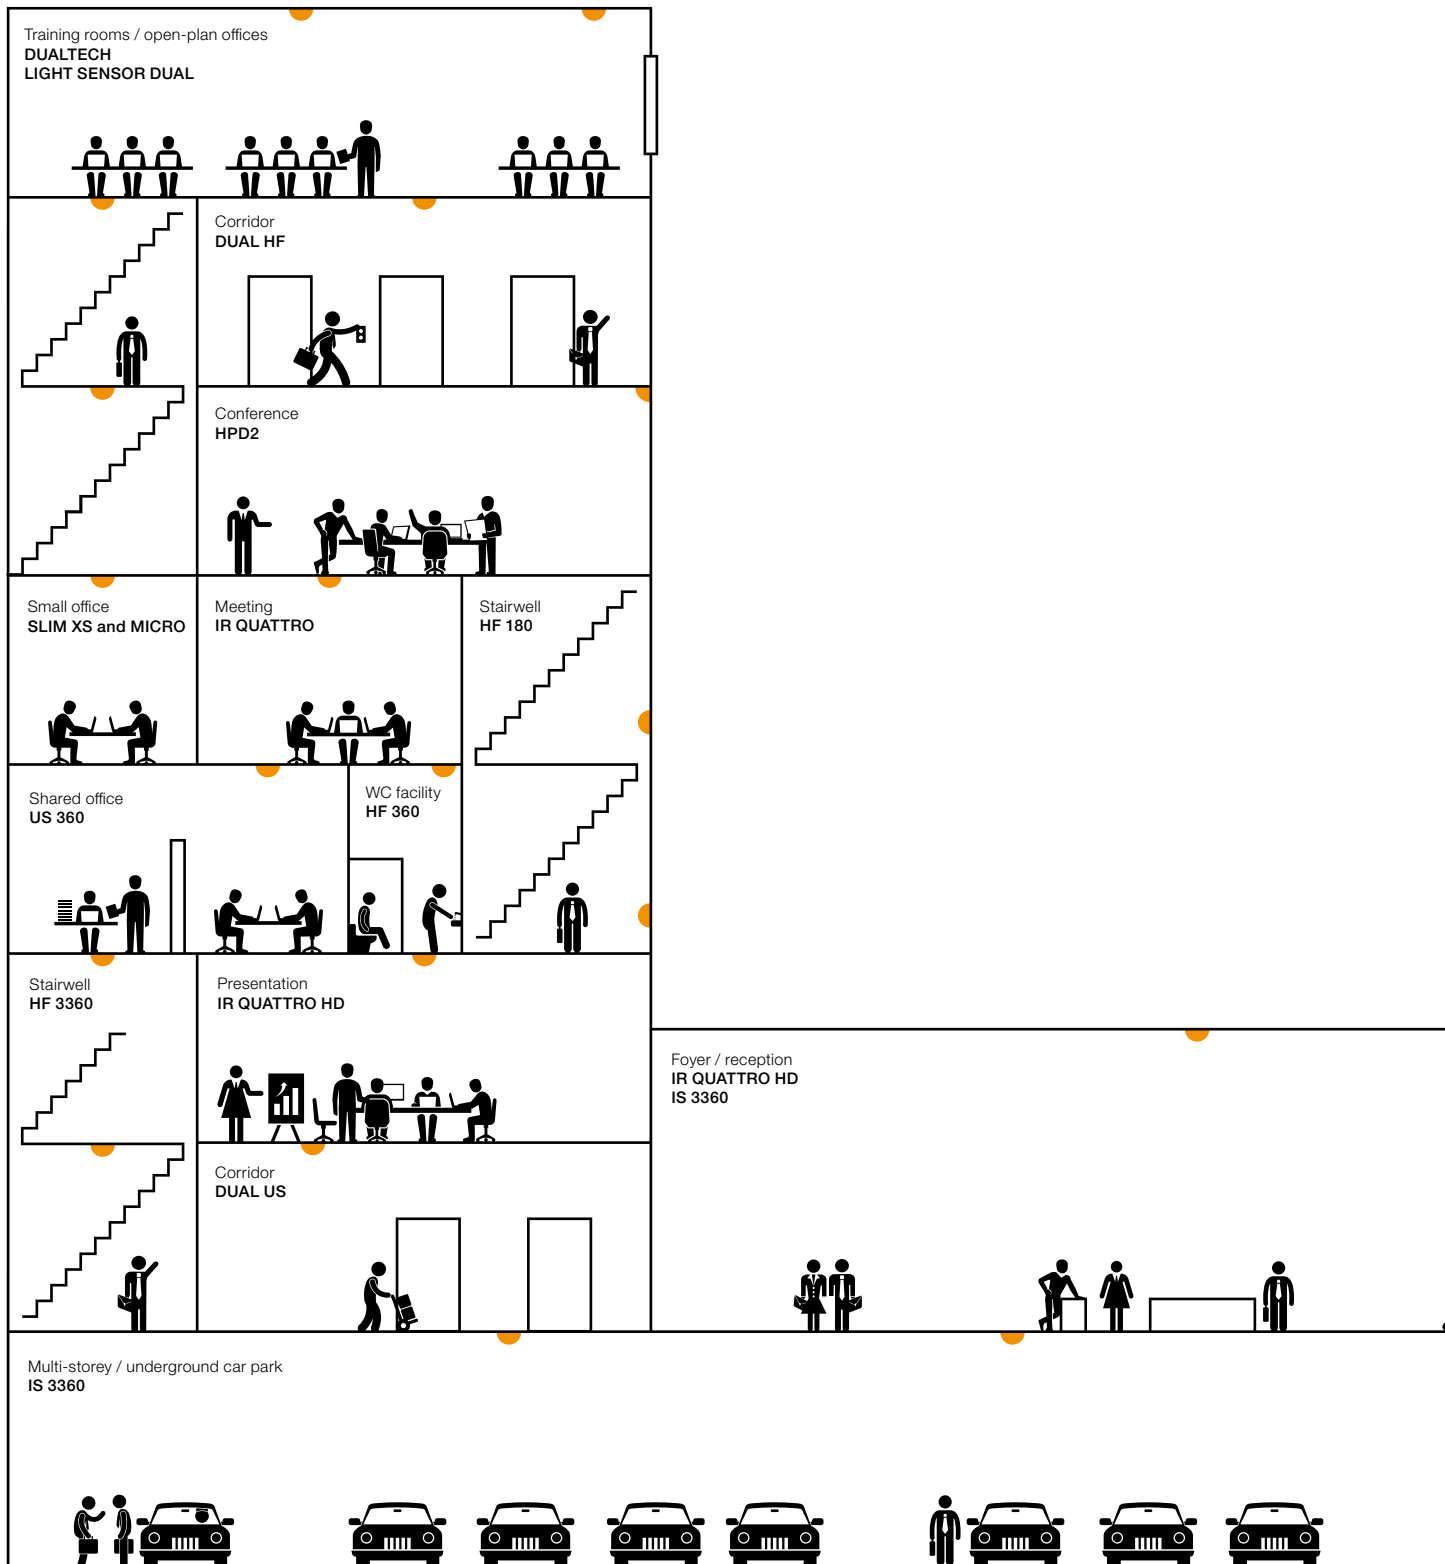 Training rooms / open-plan offices
DUALTECH
LIGHT SENSOR DUAL
Corridor
DUAL HF
Conference
HPD2
Small office
SLIM XS and MICRO
Meeting
IR QUATTRO
Stairwell
HF 180
Shared office
US 360
WC facility
HF 360
Stairwell
HF 3360
Presentation
IR QUATTRO HD
Foyer / reception
IR QUATTRO HD
IS 3360
Corridor
DUAL US
Multi-storey / underground car park
IS 3360